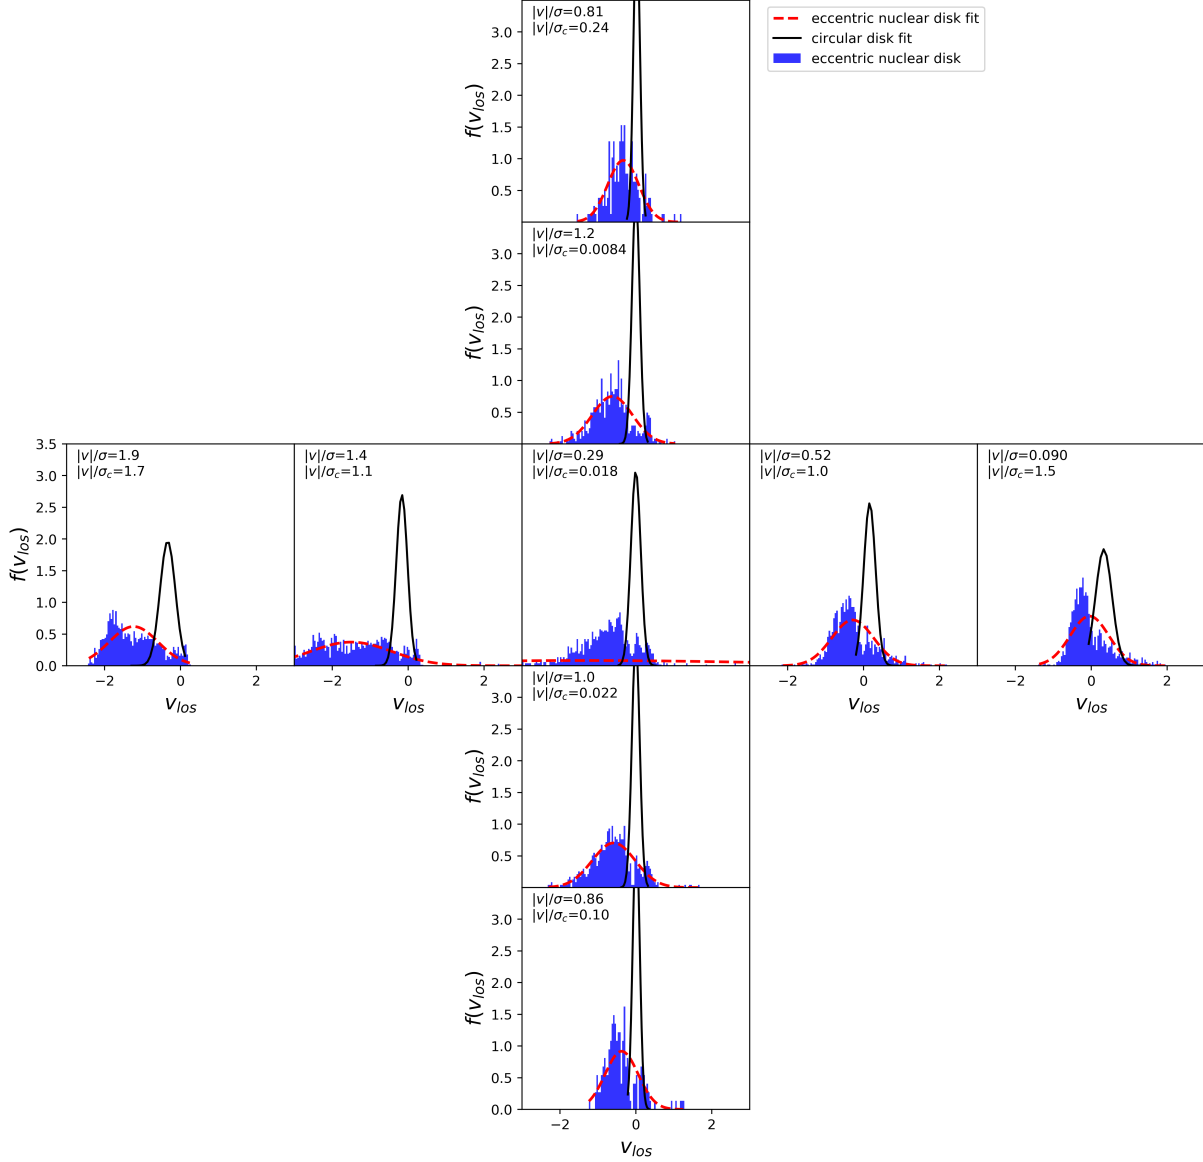 |v|/σ=0.81
|v|/σc=0.24
eccentric nuclear disk fit
circular disk fit
eccentric nuclear disk
3.0
2.5
2.0
1.5
1.0
0.5
f(vlos)
|v|/σ=1.2
|v|/σc=0.0084
3.0
2.5
2.0
1.5
1.0
0.5
f(vlos)
|v|/σ=1.9
|v|/σc=1.7
|v|/σ=1.4
|v|/σc=1.1
|v|/σ=0.29
|v|/σc=0.018
|v|/σ=0.52
|v|/σc=1.0
|v|/σ=0.090
|v|/σc=1.5
3.5
3.0
2.5
2.0
1.5
1.0
0.5
0.0
f(vlos)
−2 0 2
vlos
−2 0 2
vlos
−2 0 2
vlos
−2 0 2
vlos
|v|/σ=1.0
|v|/σc=0.022
3.0
2.5
2.0
1.5
1.0
0.5
f(vlos)
|v|/σ=0.86
|v|/σc=0.10
3.0
2.5
2.0
1.5
1.0
0.5
0.0
f(vlos)
−2 0 2
vlos